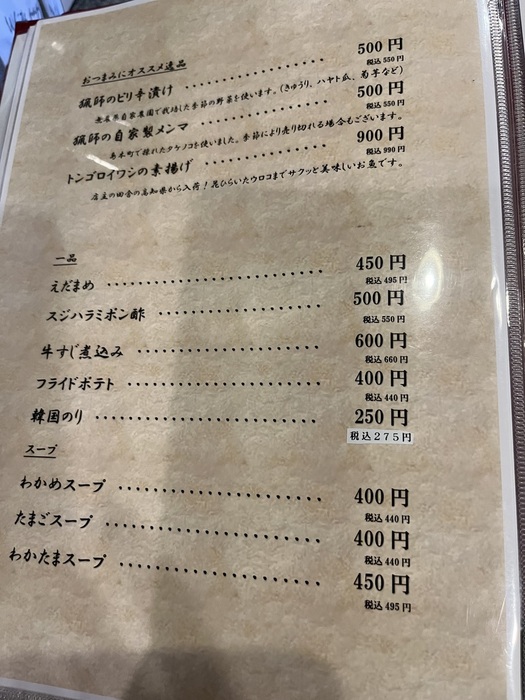 おつまみにオススメ逸品
猟師のピリ辛漬け ・・・・・・・・・・・・・・・・ 500円
税込550円
自家農園で栽培した季節の野菜を使います。(きゅうり、ハヤト瓜、菊芋など)
猟師の自家製メンマ ・・・・・・・・・・・・・・・・ 500円
税込550円
島本町で採れたタケノコを使いました。季節により売り切れる場合もございます。
トンゴロイワシの素揚げ ・・・・・・・・・・・・・・ 900円
税込990円
店主の田舎の高知県から入荷!昆ひらいたウロコまでサクッと美味しいお魚です。
一品
えだまめ ・・・・・・・・・・・・・・・・・・・・・・・・ 450円
税込495円
スジハラミポン酢 ・・・・・・・・・・・・・・・・・・ 500円
税込550円
牛すじ煮込み ・・・・・・・・・・・・・・・・・・・・ 600円
税込660円
フライドポテト ・・・・・・・・・・・・・・・・・・・・・ 400円
税込440円
韓国のり ・・・・・・・・・・・・・・・・・・・・・・・・・ 250円
税込275円
スープ
わかめスープ ・・・・・・・・・・・・・・・・・・・・・ 400円
税込440円
たまごスープ ・・・・・・・・・・・・・・・・・・・・・・ 400円
税込440円
わかたまスープ ・・・・・・・・・・・・・・・・・・・・ 450円
税込495円